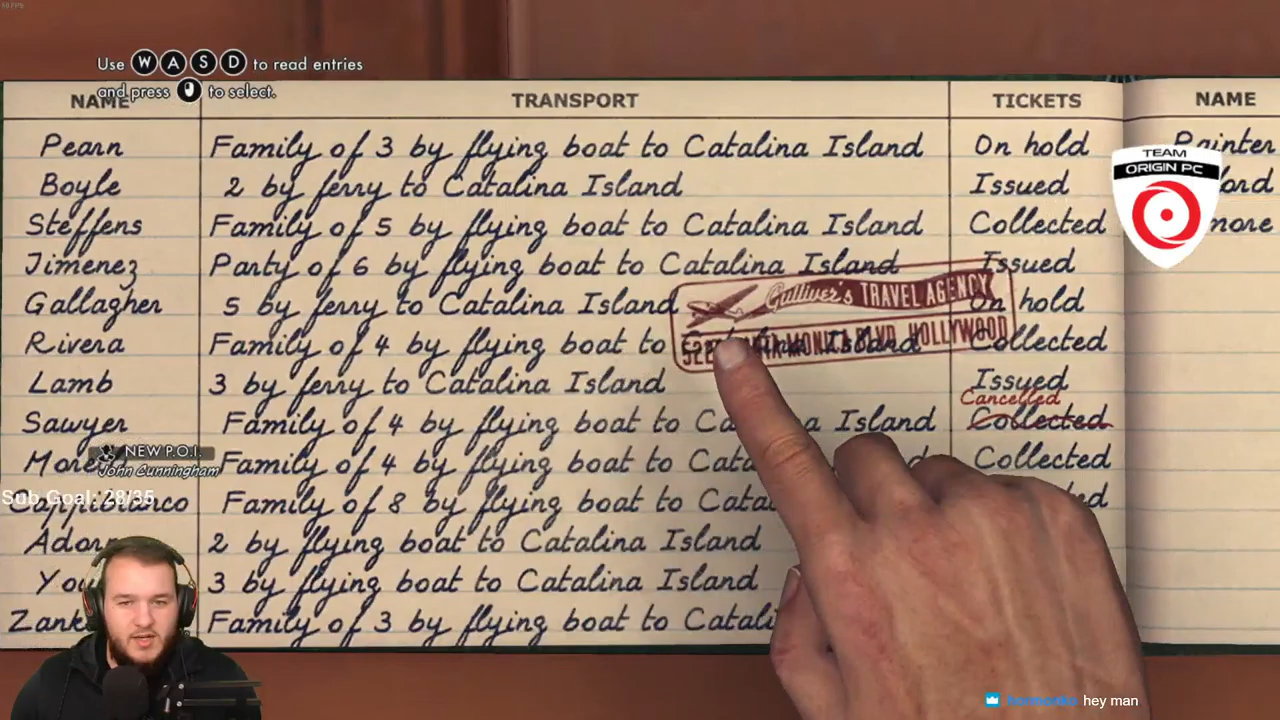 10 FPS
Use W A S D to read entries
and press to select.
NAME TRANSPORT TICKETS NAME
Pearn Family of 3 by flying boat to Catalina Island On hold Painter
Boyle 2 by ferry to Catalina Island Issued
Steffens Family of 5 by flying boat to Catalina Island Collected
Jimenez Party of 6 by flying boat to Catalina Island Issued
Gallagher 5 by ferry to Catalina Island On hold
Rivera Family of 4 by flying boat to Island Collected
Lamb 3 by ferry to Catalina Island Issued
Cancelled
Sawyer Family of 4 by flying boat to Island Collected
Family of 4 by flying boat to Collected
Cappibianco Family of 8 by flying boat to
2 by flying boat to Catalina Island
3 by flying boat to Catalina Island
Family of 3 by flying boat to
Gulliver's TRAVEL AGENCY
BLVD. HOLLYWOOD
TEAM
ORIGIN PC
NEW P.O.I.
John Cunningham
Sub Goal: 28/35
hey man